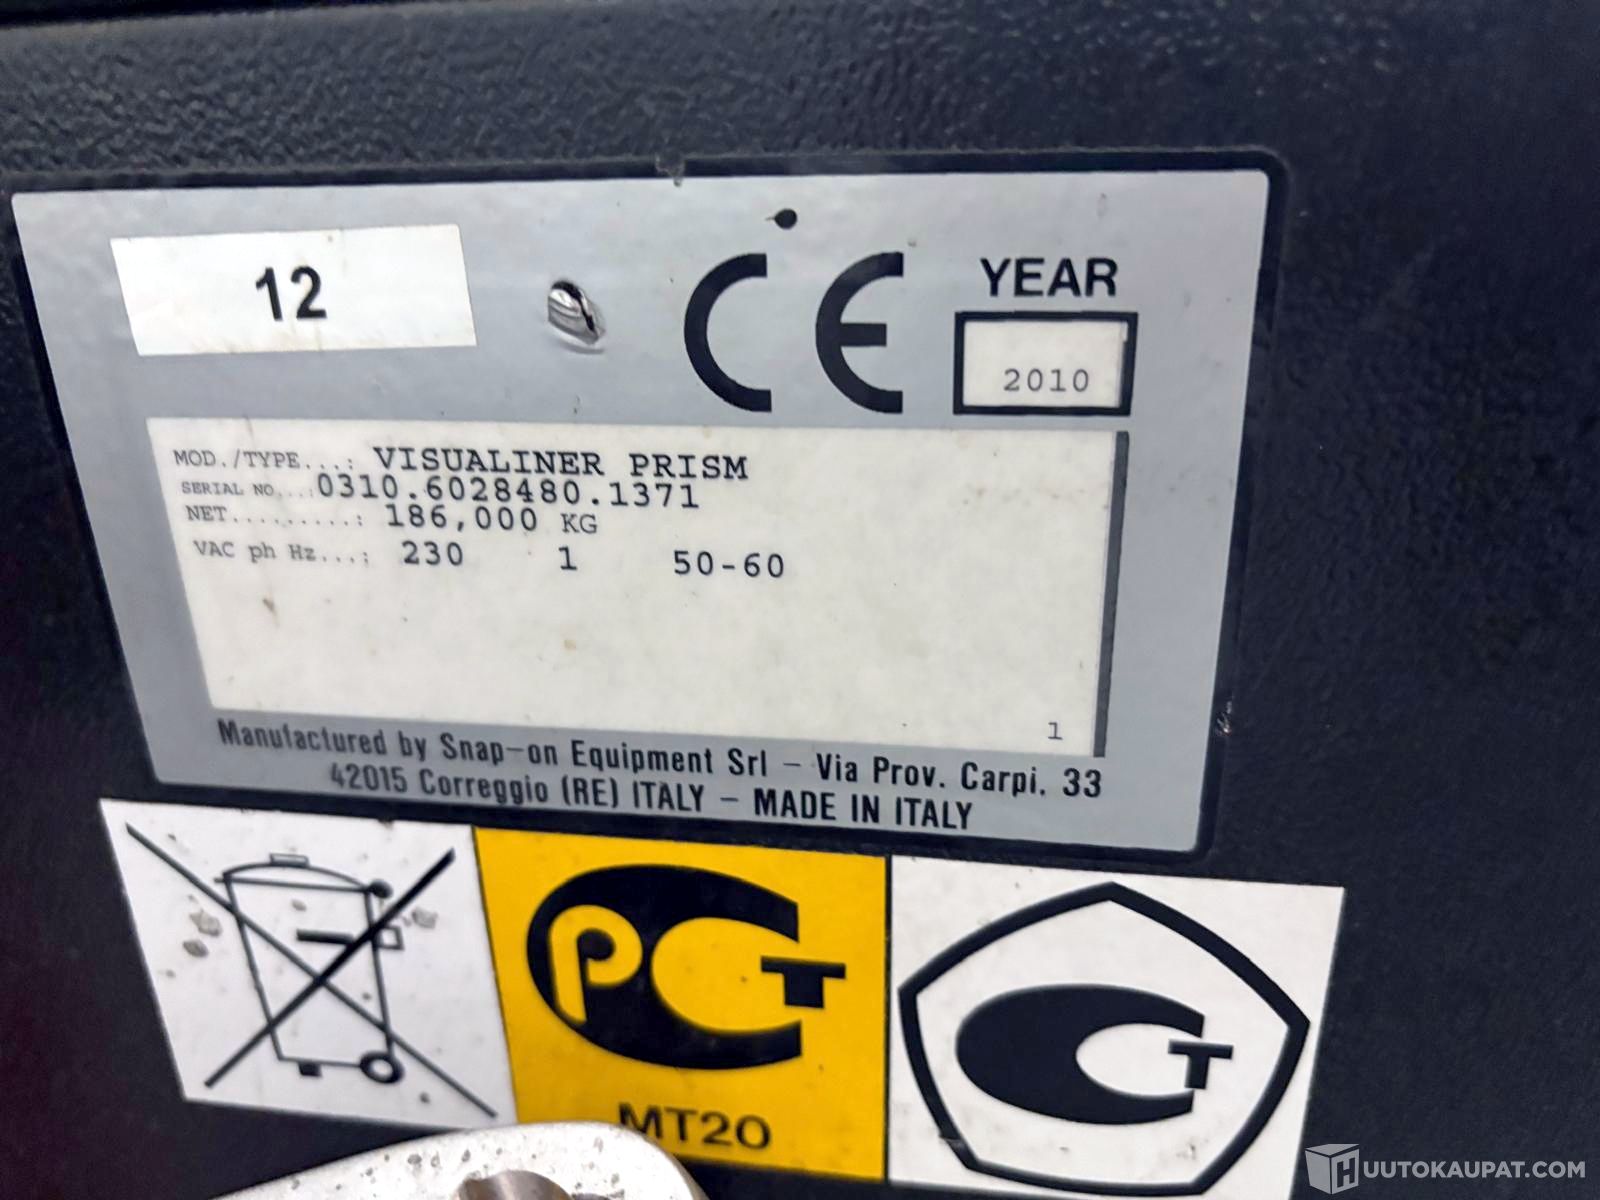 12
CE
YEAR
2010
MOD./TYPE...: VISUALINER PRISM
SERIAL NO...:0310.6028480.1371
NET.........: 186,000 KG
VAC ph Hz...: 230 1 50-60
1
Manufactured by Snap-on Equipment Srl - Via Prov. Carpi, 33
42015 Correggio (RE) ITALY - MADE IN ITALY
PCT
MT20
CT
HUUTOKAUPAT.COM